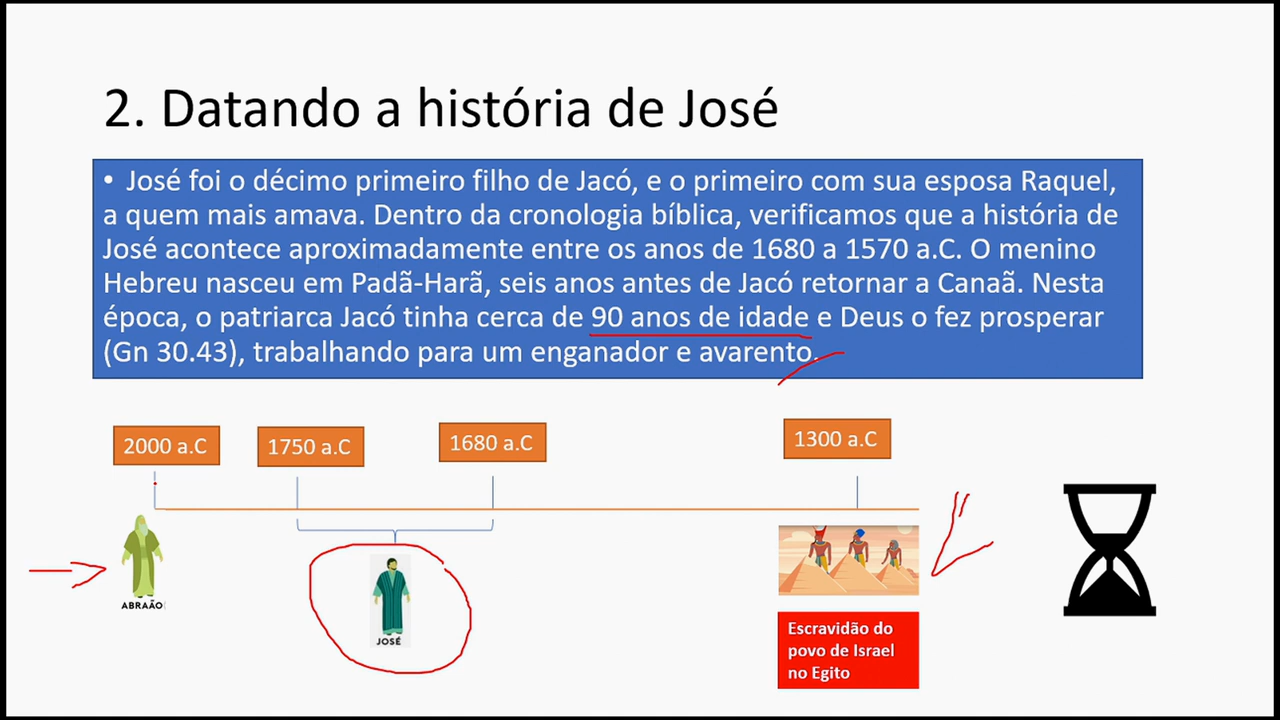 2. Datando a história de José
• José foi o décimo primeiro filho de Jacó, e o primeiro com sua esposa Raquel,
a quem mais amava. Dentro da cronologia bíblica, verificamos que a história de
José acontece aproximadamente entre os anos de 1680 a 1570 a.C. O menino
Hebreu nasceu em Padã-Harã, seis anos antes de Jacó retornar a Canaã. Nesta
época, o patriarca Jacó tinha cerca de 90 anos de idade e Deus o fez prosperar
(Gn 30.43), trabalhando para um enganador e avarento.
2000 a.C
1750 a.C
1680 a.C
1300 a.C
ABRAÃO
JOSÉ
Escravidão do
povo de Israel
no Egito